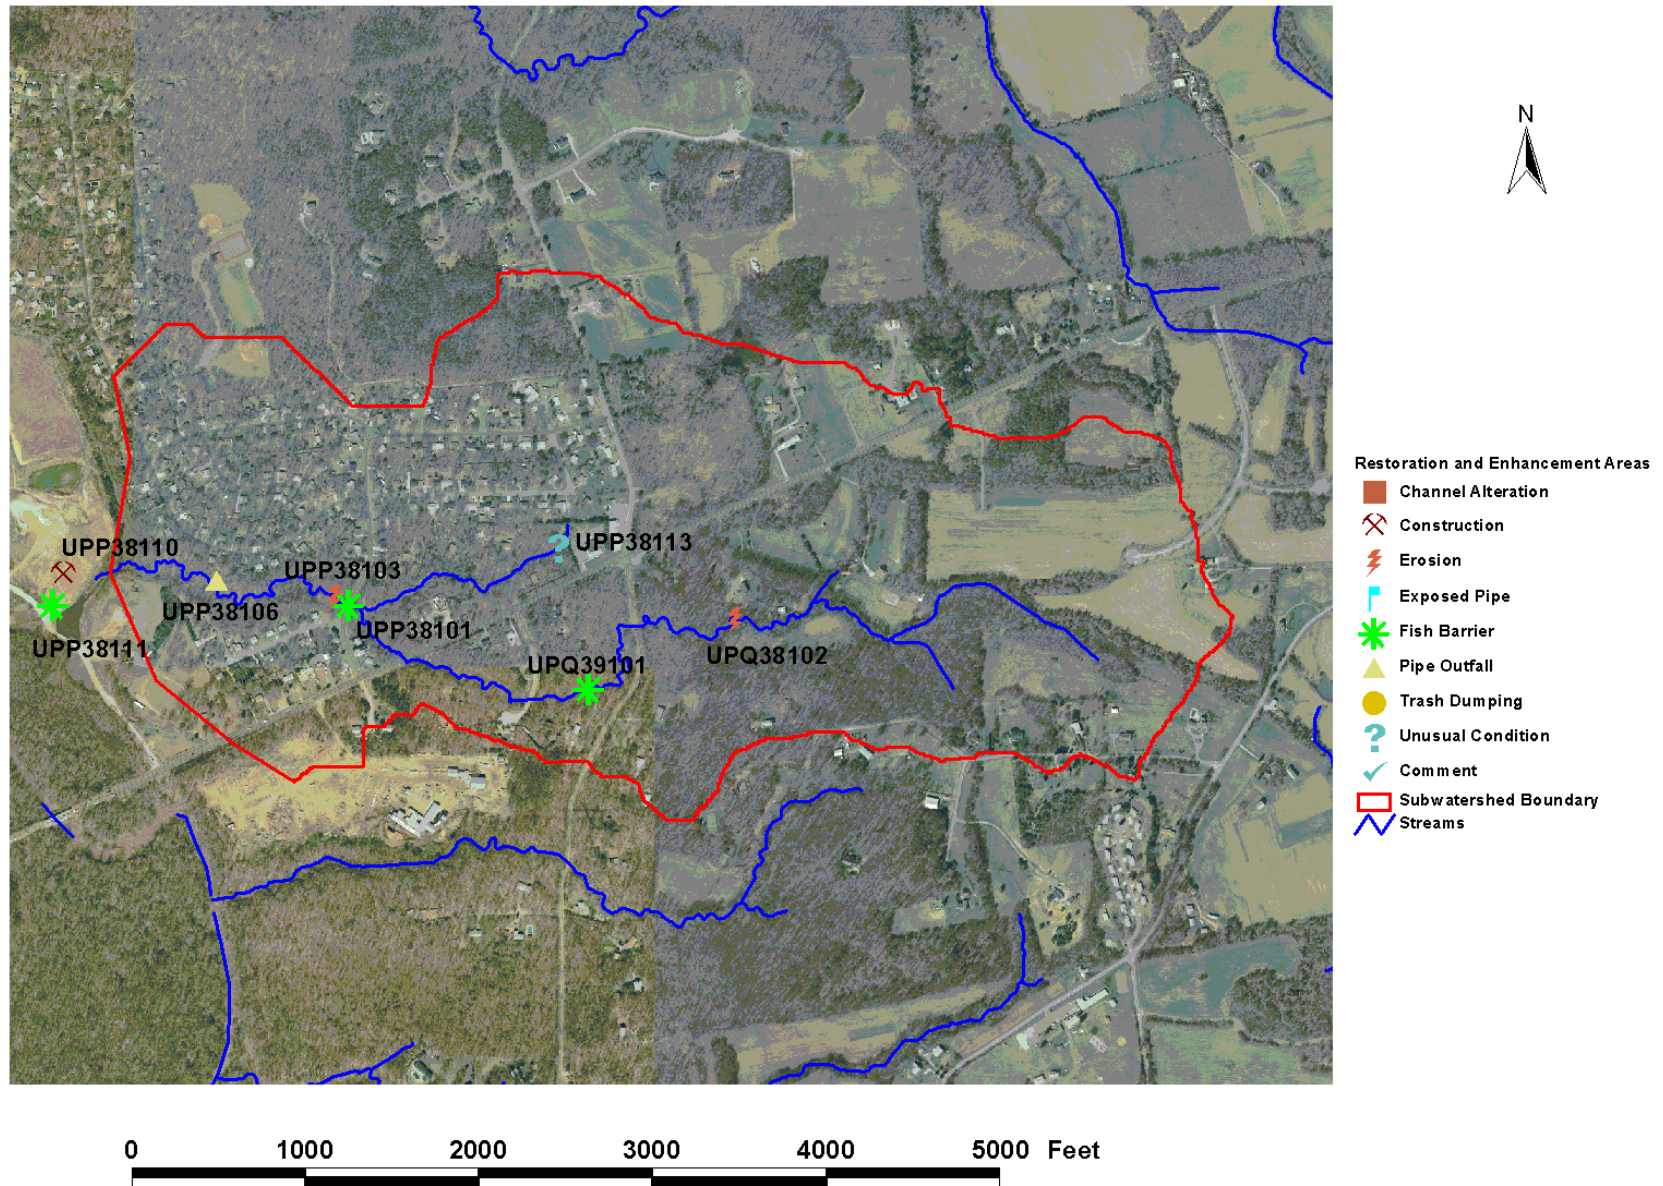 N
UPP38110
UPP38103
UPP38113
UPP38106
UPP38101
UPP38111
UPQ39101
UPQ38102
Restoration and Enhancement Areas
Channel Alteration
Construction
Erosion
Exposed Pipe
Fish Barrier
Pipe Outfall
Trash Dumping
? Unusual Condition
Comment
Subwatershed Boundary
Streams
0 1000 2000 3000 4000 5000 Feet